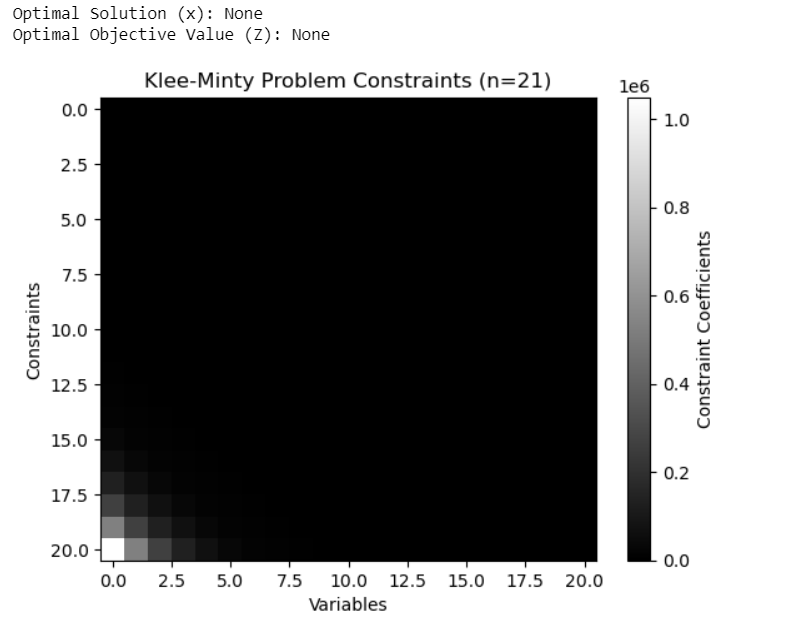 Optimal Solution (x): None
Optimal Objective Value (Z): None
Klee-Minty Problem Constraints (n=21)
1e6
0.0
2.5
5.0
7.5
10.0
12.5
15.0
17.5
20.0
Constraints
0.0 2.5 5.0 7.5 10.0 12.5 15.0 17.5 20.0
Variables
1.0
0.8
0.6
0.4
0.2
0.0
Constraint Coefficients